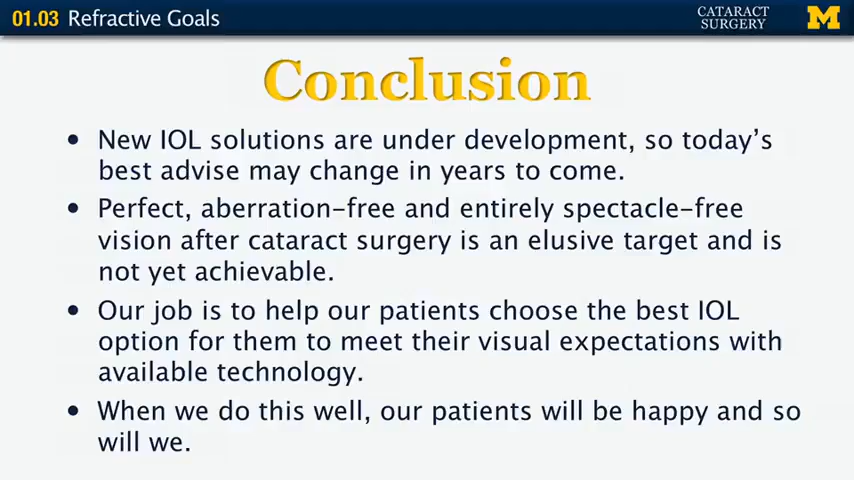 01.03 Refractive Goals
CATARACT
SURGERY
M
Conclusion
• New IOL solutions are under development, so today's
best advise may change in years to come.
• Perfect, aberration-free and entirely spectacle-free
vision after cataract surgery is an elusive target and is
not yet achievable.
• Our job is to help our patients choose the best IOL
option for them to meet their visual expectations with
available technology.
• When we do this well, our patients will be happy and so
will we.